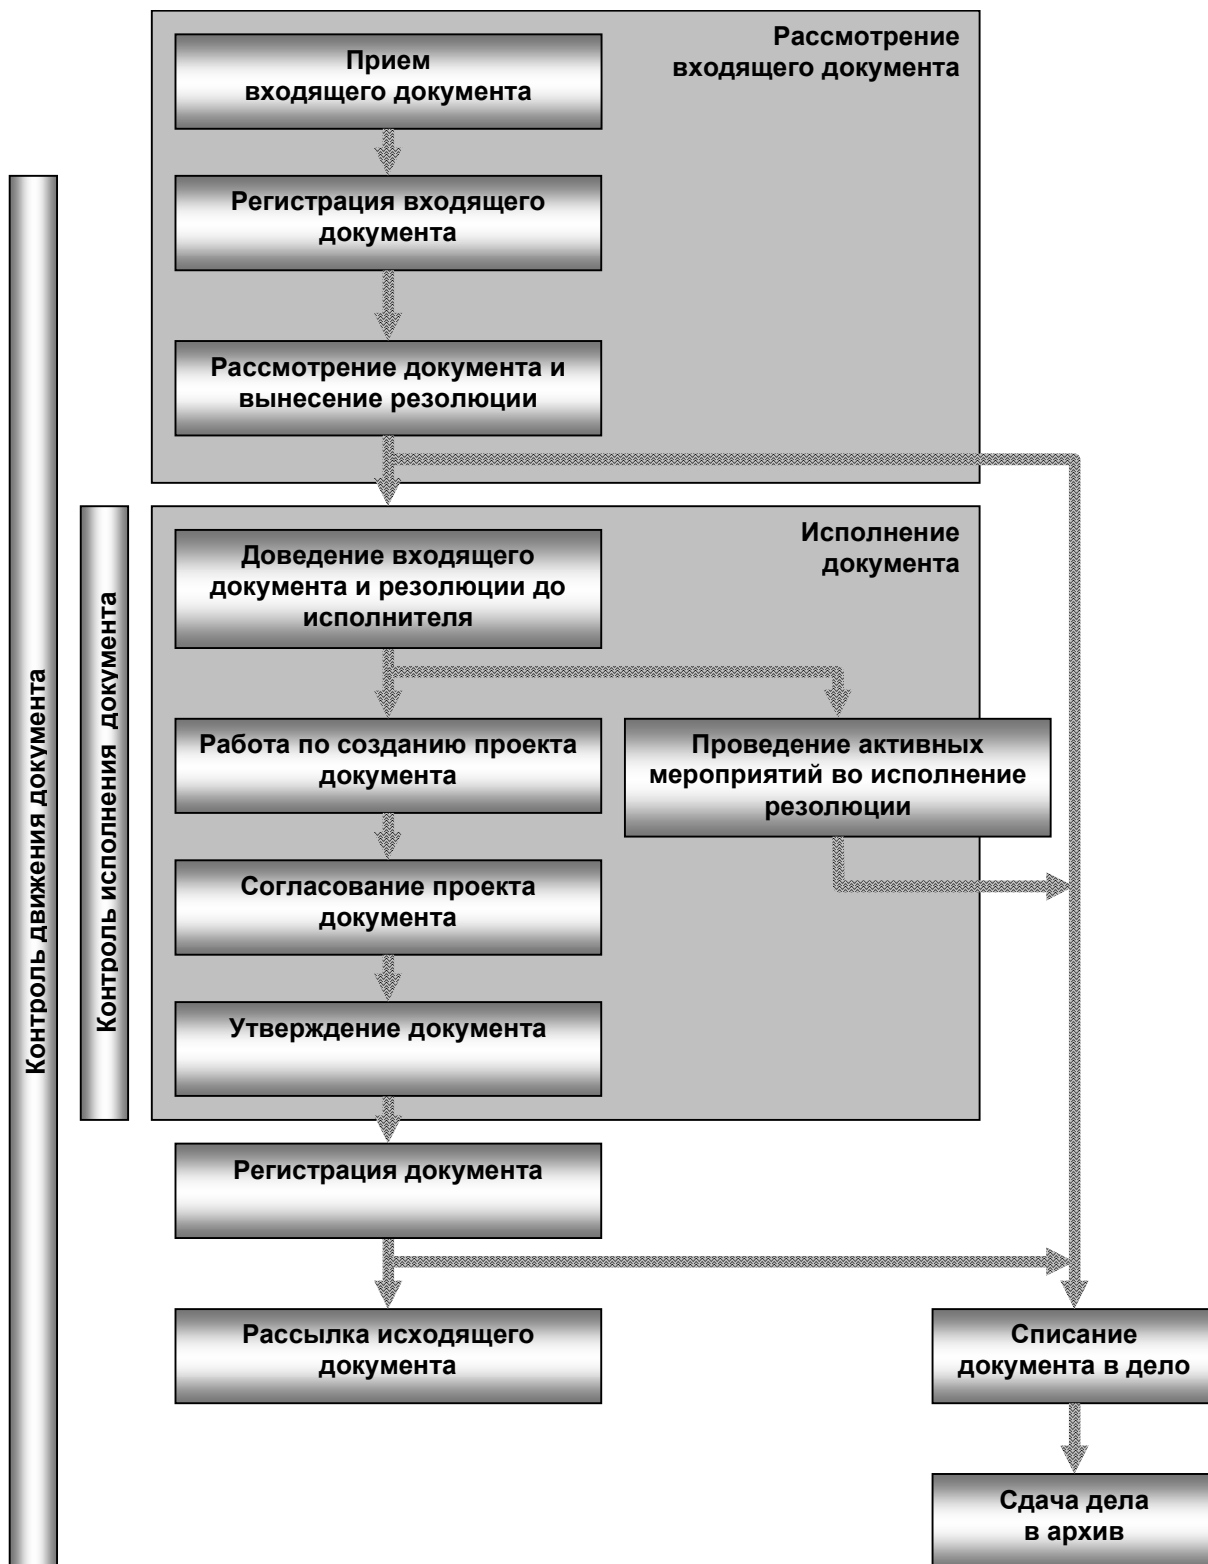 Рассмотрение
входящего документа
Прием
входящего документа
Регистрация входящего
документа
Рассмотрение документа и
вынесение резолюции
Исполнение
документа
Доведение входящего
документа и резолюции до
исполнителя
Работа по созданию проекта
документа
Проведение активных
мероприятий во исполнение
резолюции
Согласование проекта
документа
Утверждение документа
Регистрация документа
Рассылка исходящего
документа
Списание
документа в дело
Сдача дела
в архив
Контроль движения документа
Контроль исполнения документа